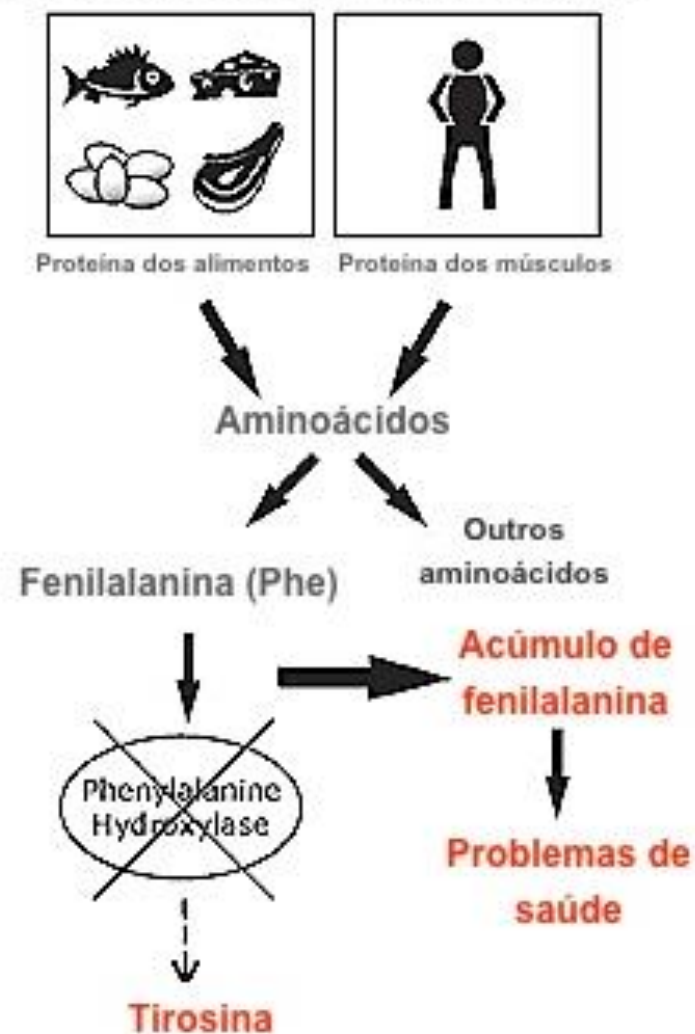 Proteína dos alimentos
Proteína dos músculos
Aminoácidos
Fenilalanina (Phe)
Outros
aminoácidos
Acúmulo de
fenilalanina
Phenylalanine
Hydroxylase
Problemas de
saúde
Tirosina